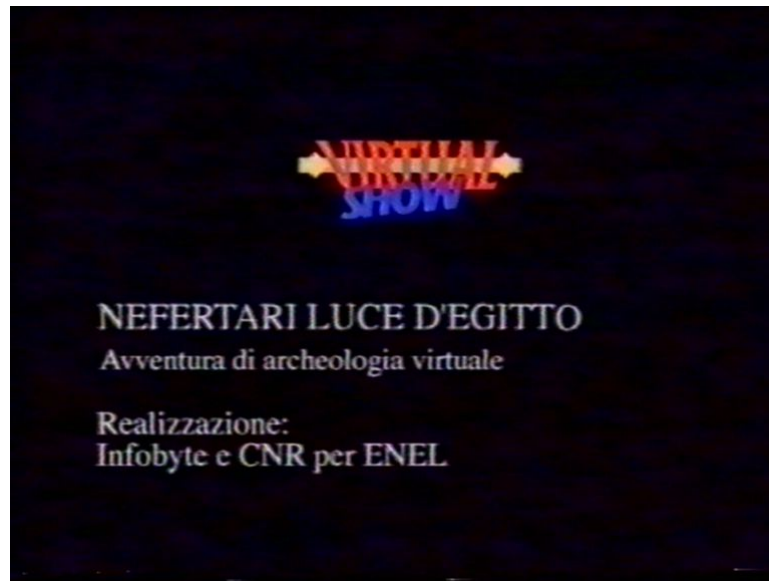 VIRTUAL
SHOW
NEFERTARI LUCE D'EGITTO
Avventura di archeologia virtuale
Realizzazione:
Infobyte e CNR per ENEL